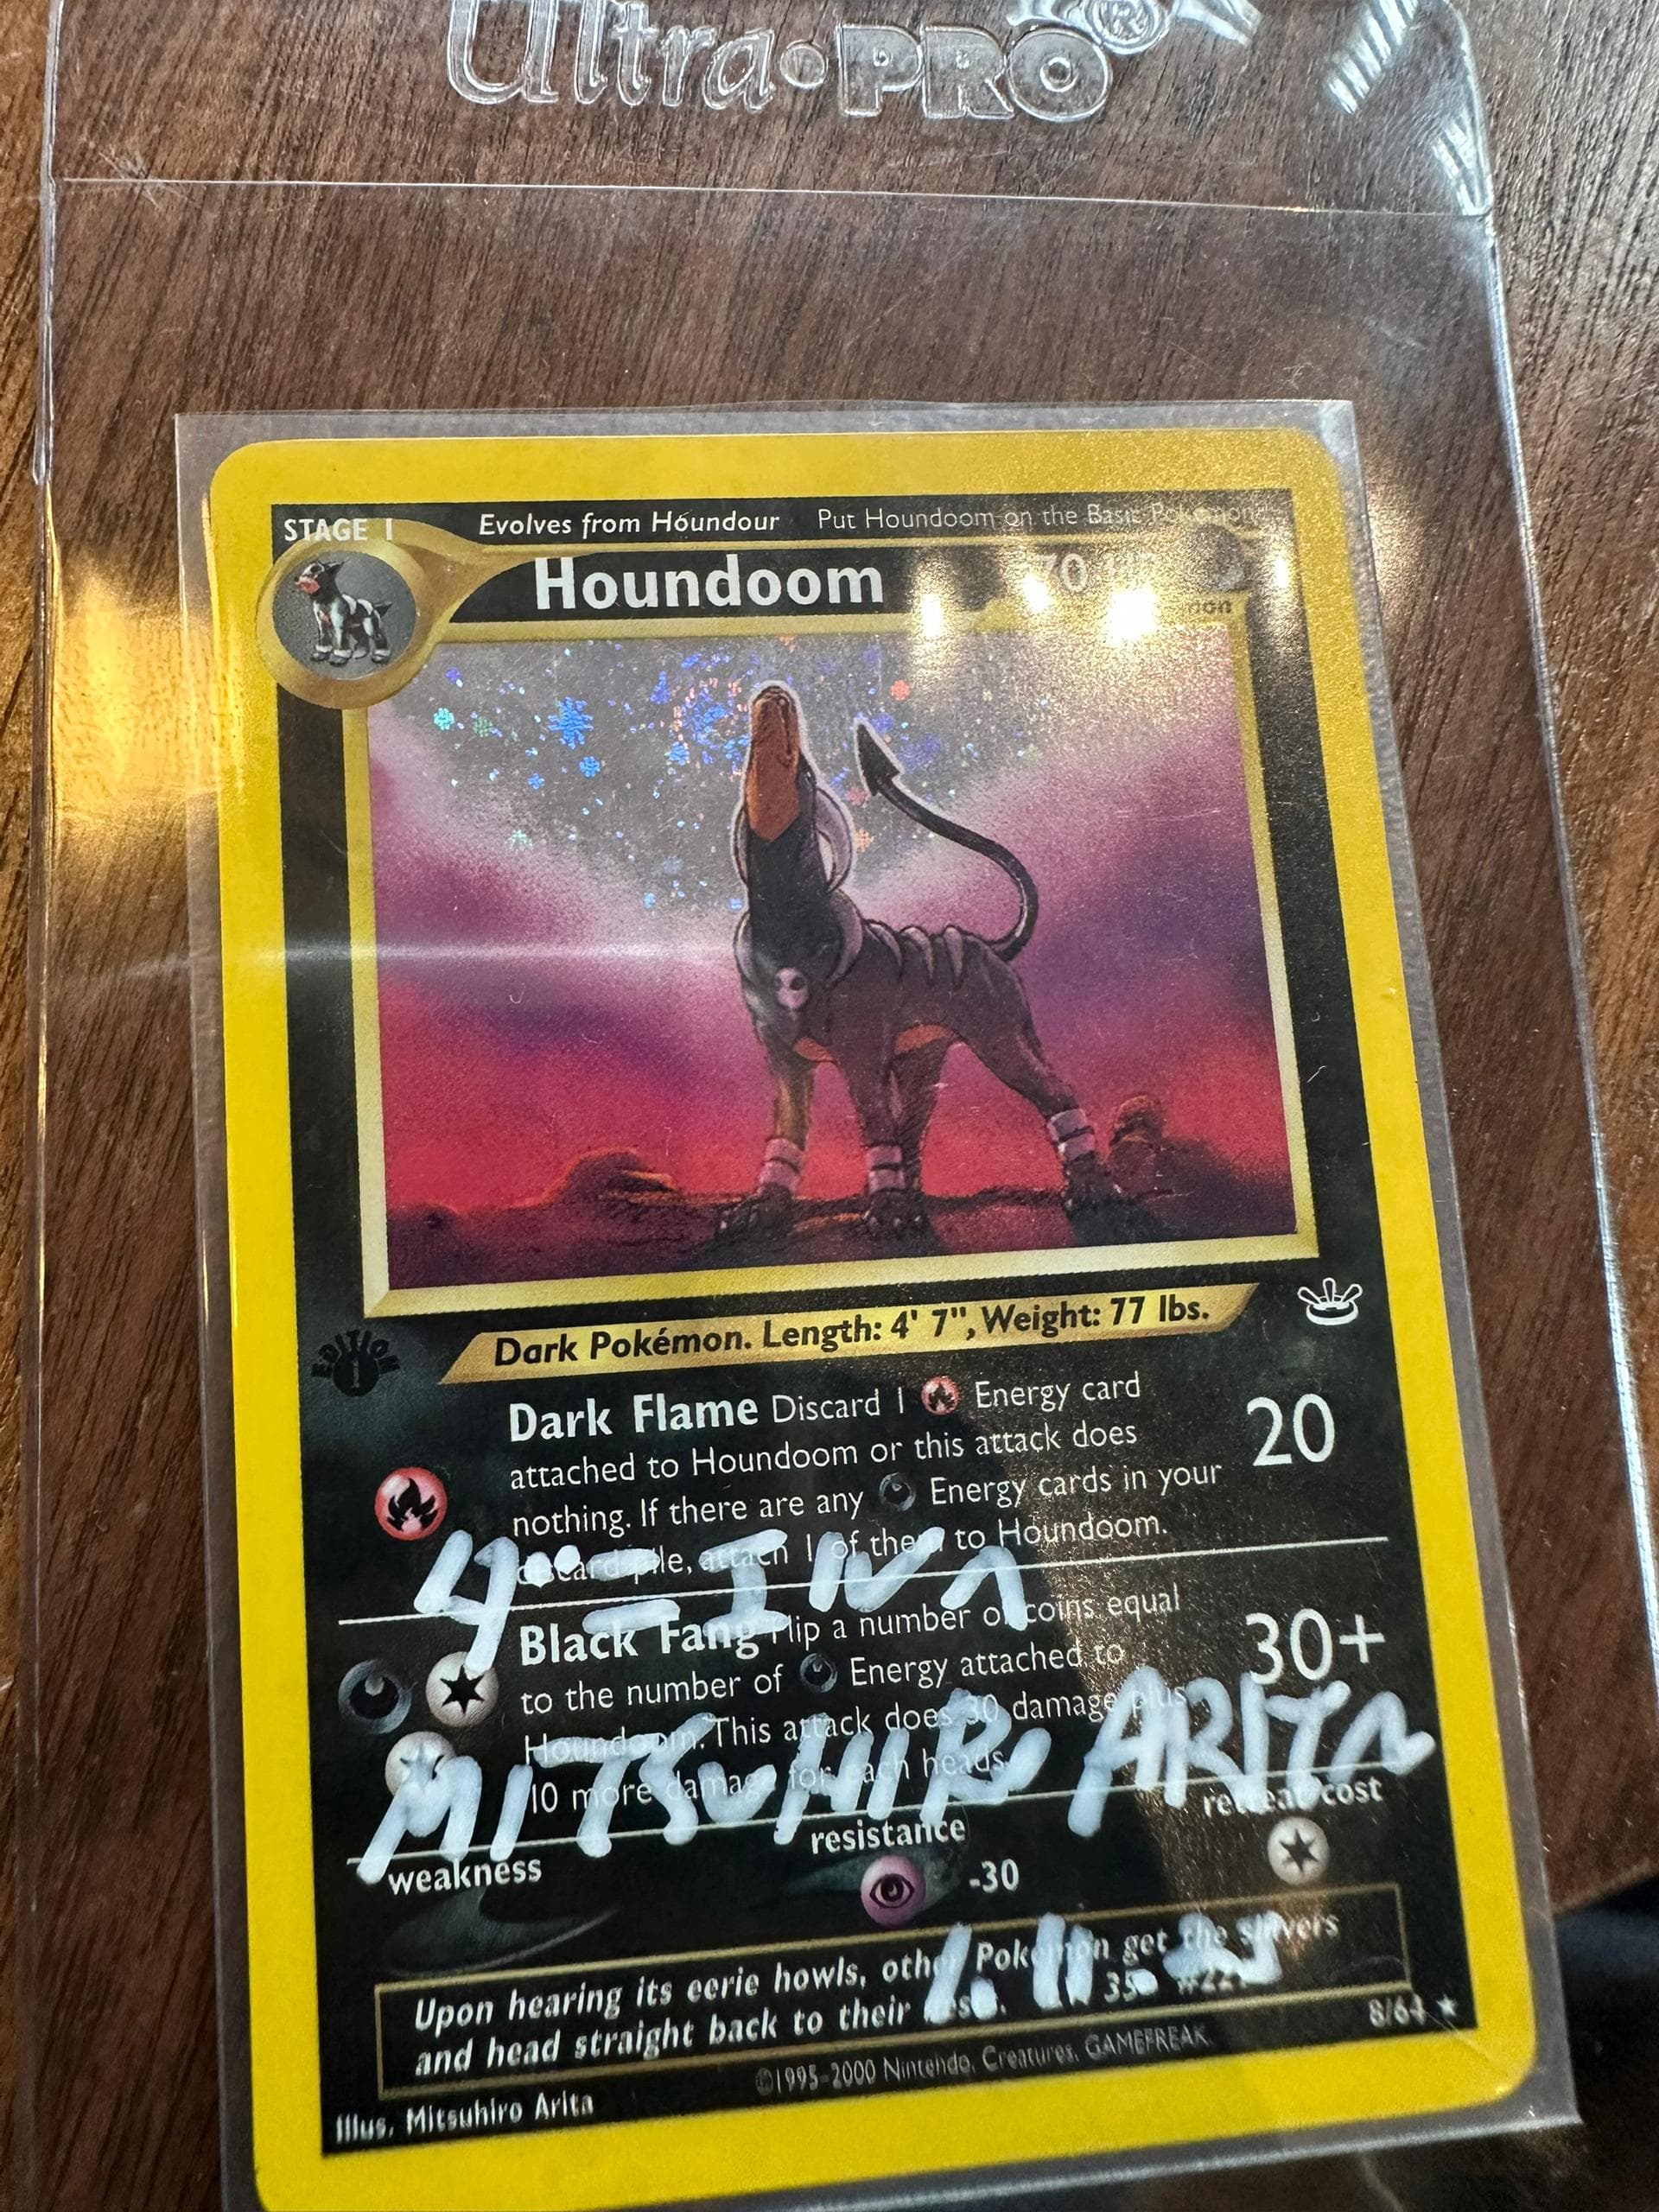 Ultra•PRO®
STAGE 1 Evolves from Houndour Put Houndoom on the Basic Pokémon
Houndoom 70 HP
Dark Pokémon. Length: 4' 7", Weight: 77 lbs.
EDITION 1
Dark Flame Discard 1 Energy card
attached to Houndoom or this attack does
nothing. If there are any Energy cards in your
discard pile, attach 1 of them to Houndoom.
20
Black Fang Flip a number of coins equal
to the number of Energy attached to
Houndoom. This attack does 30 damage plus
10 more damage for each heads.
30+
MITSUHIRO ARITA
weakness
resistance
-30
retreat cost
Upon hearing its eerie howls, other Pokémon get the shivers
and head straight back to their nests.
Illus. Mitsuhiro Arita
©1995-2000 Nintendo, Creatures, GAMEFREAK
8/64 ★